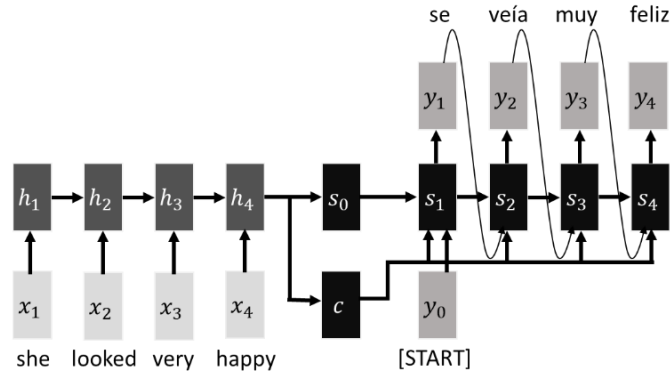 se veía muy feliz
y₁ y₂ y₃ y₄
h₁ h₂ h₃ h₄ s₀ s₁ s₂ s₃ s₄
x₁ x₂ x₃ x₄ c y₀
she looked very happy [START]